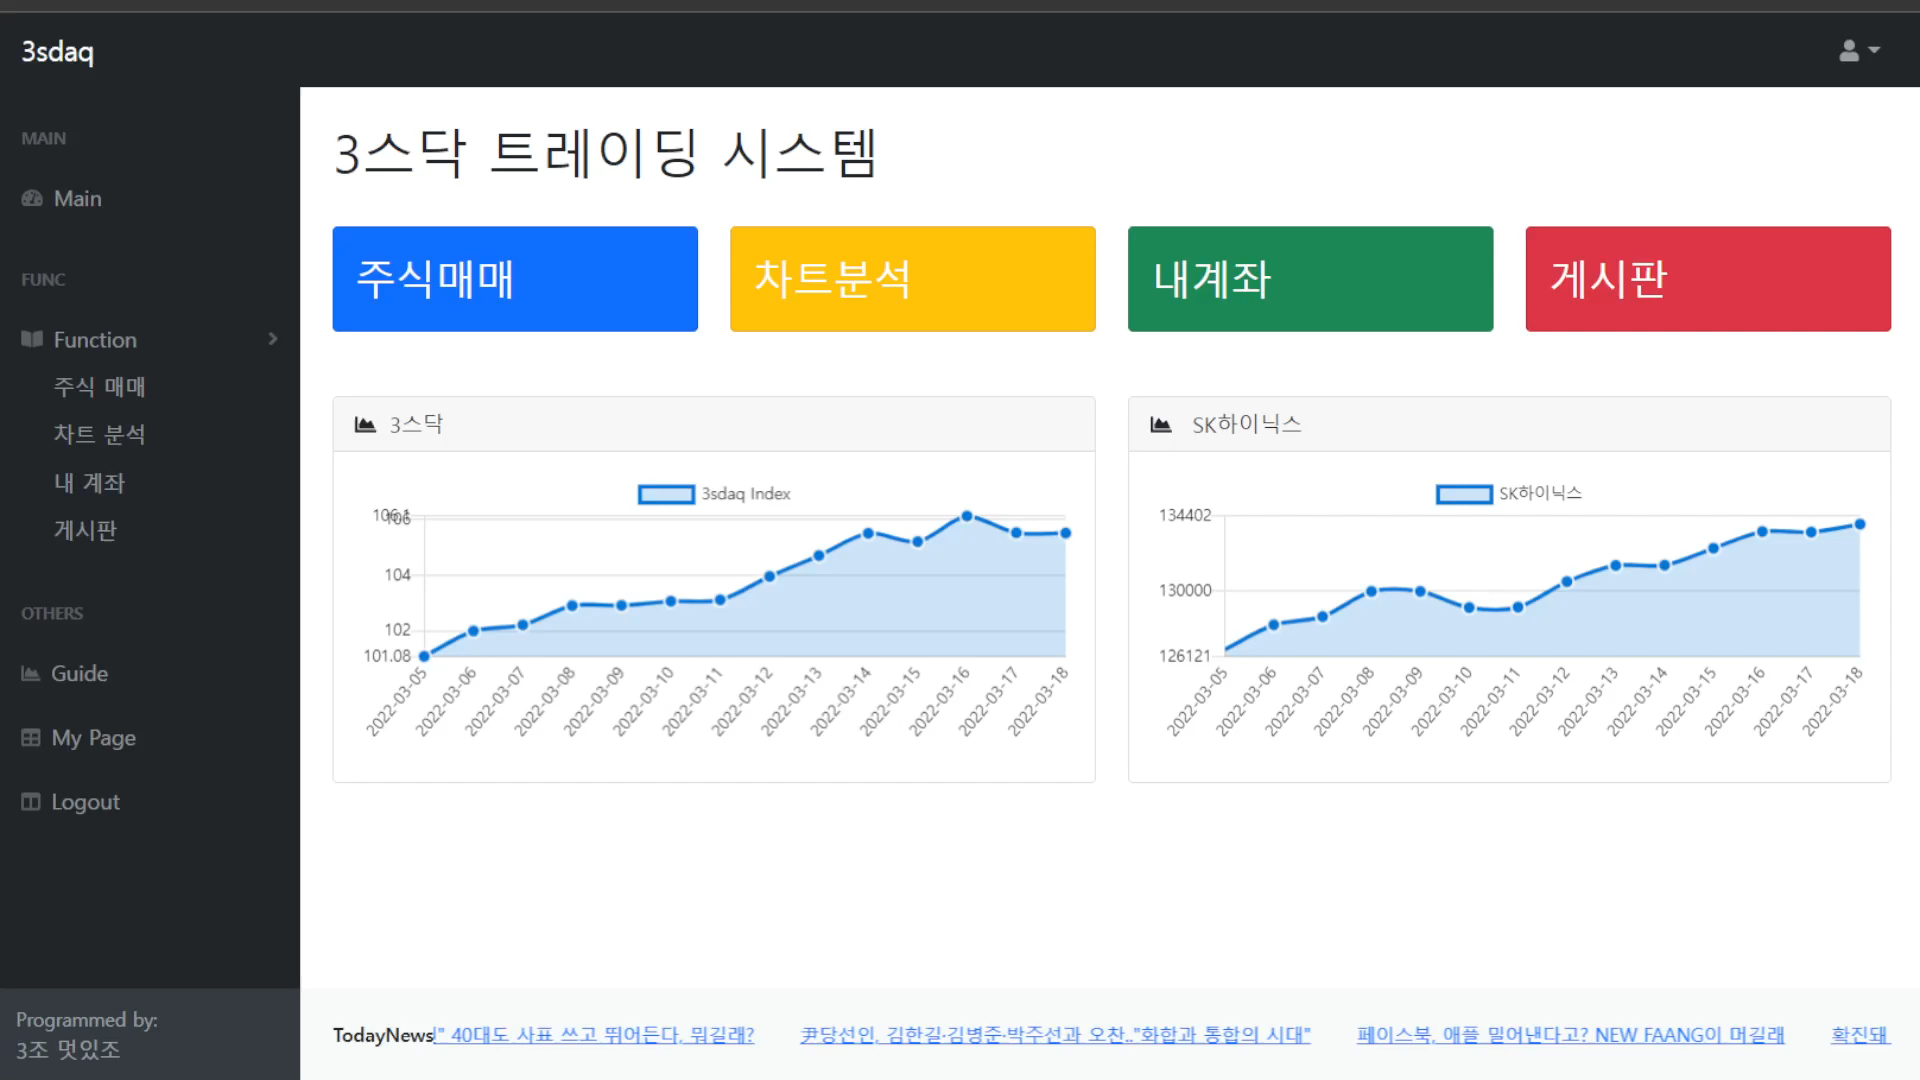 3sdaq
MAIN
Main
FUNC
Function
주식 매매
차트 분석
내 계좌
게시판
OTHERS
Guide
My Page
Logout
Programmed by:
3조 멋있조
3스닥 트레이딩 시스템
주식매매
차트분석
내계좌
게시판
3스닥
3sdaq Index
106.1
106
104
102
101.08
2022-03-05
2022-03-06
2022-03-07
2022-03-08
2022-03-09
2022-03-10
2022-03-11
2022-03-12
2022-03-13
2022-03-14
2022-03-15
2022-03-16
2022-03-17
2022-03-18
SK하이닉스
SK하이닉스
134402
130000
126121
2022-03-05
2022-03-06
2022-03-07
2022-03-08
2022-03-09
2022-03-10
2022-03-11
2022-03-12
2022-03-13
2022-03-14
2022-03-15
2022-03-16
2022-03-17
2022-03-18
TodayNews!" 40대도 사표 쓰고 뛰어든다, 뭐길래? 尹당선인, 김한길·김병준·박주선과 오찬.."화합과 통합의 시대" 페이스북, 애플 밀어낸다고? NEW FAANG이 머길래 확진돼